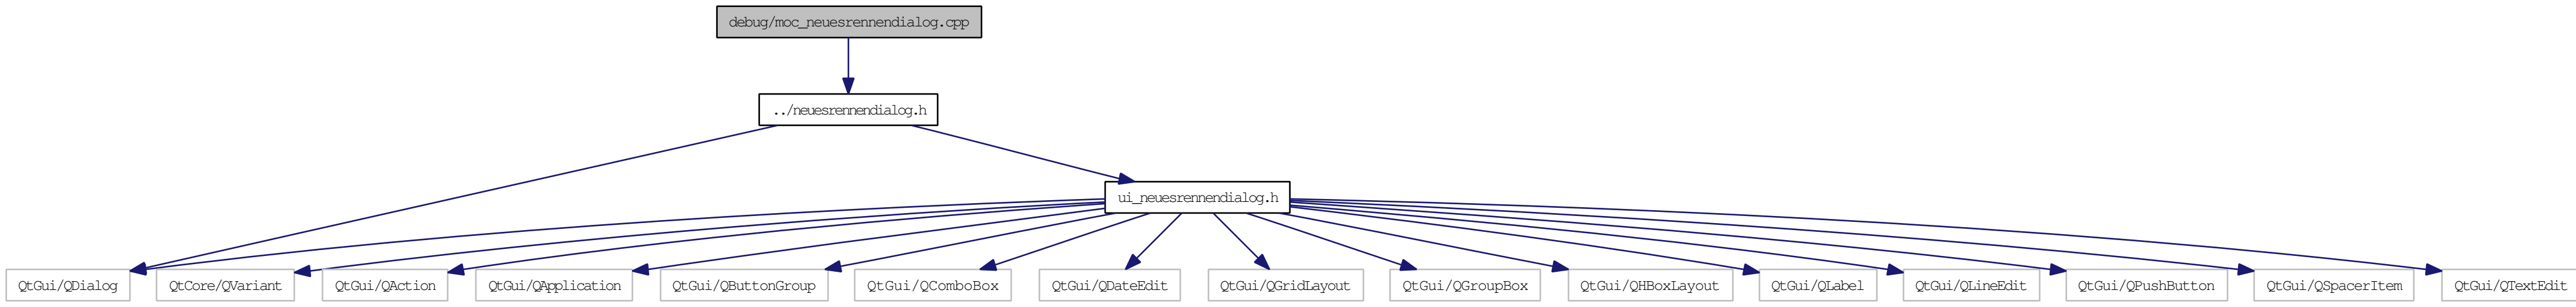 debug/moc_neuesrennendialog.cpp
../neuesrennendialog.h
ui_neuesrennendialog.h
QtGui/QDialog
QtCore/QVariant
QtGui/QAction
QtGui/QApplication
QtGui/QButtonGroup
QtGui/QComboBox
QtGui/QDateEdit
QtGui/QGridLayout
QtGui/QGroupBox
QtGui/QHBoxLayout
QtGui/QLabel
QtGui/QLineEdit
QtGui/QPushButton
QtGui/QSpacerItem
QtGui/QTextEdit